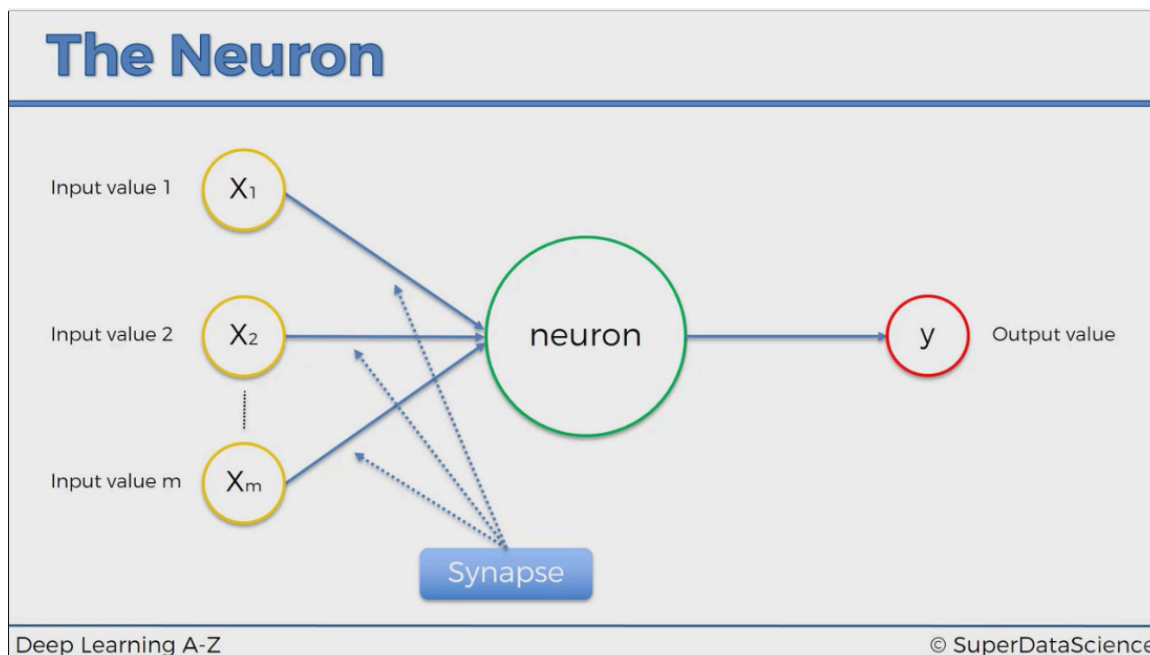 The Neuron
Input value 1
X₁
Input value 2
X₂
neuron
y
Output value
Input value m
Xₘ
Synapse
Deep Learning A-Z
© SuperDataScience